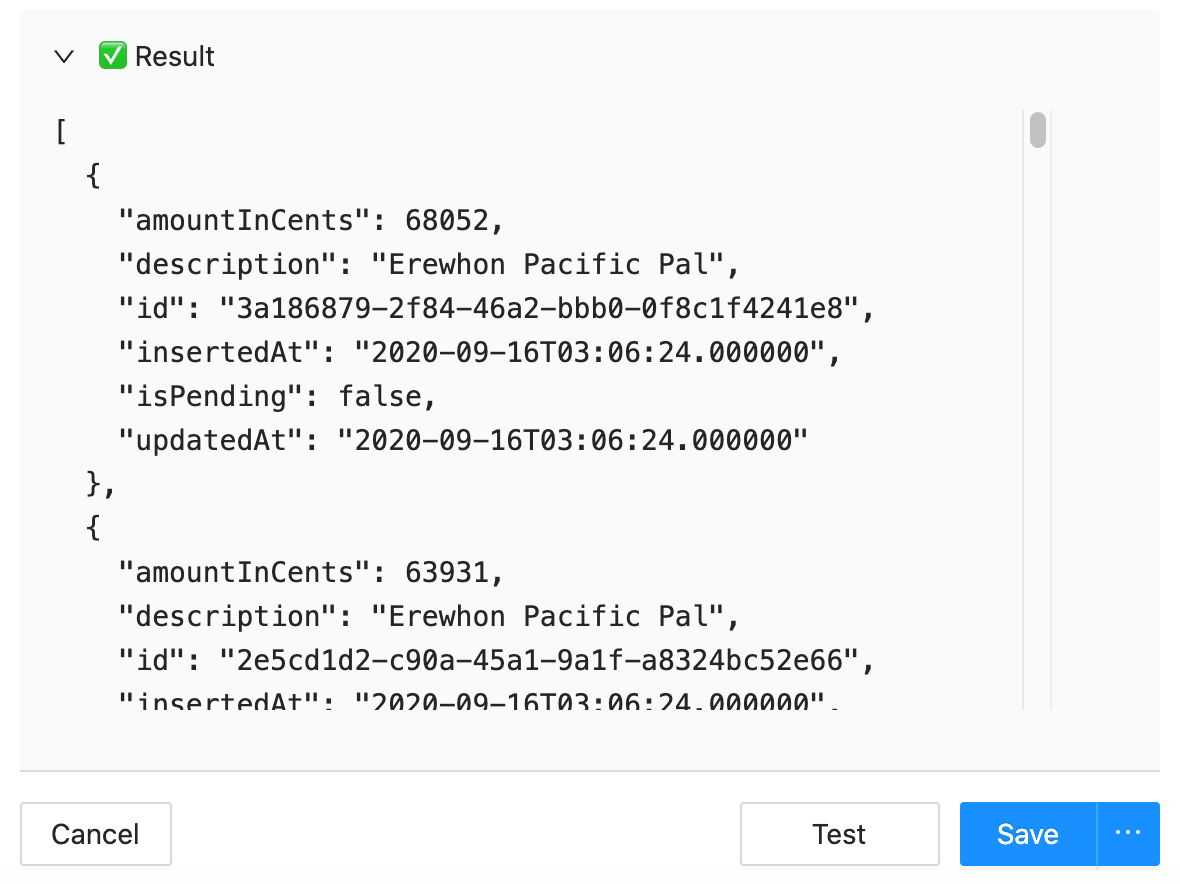 ✅ Result
[
  {
    "amountInCents": 68052,
    "description": "Erewhon Pacific Pal",
    "id": "3a186879-2f84-46a2-bbb0-0f8c1f4241e8",
    "insertedAt": "2020-09-16T03:06:24.000000",
    "isPending": false,
    "updatedAt": "2020-09-16T03:06:24.000000"
  },
  {
    "amountInCents": 63931,
    "description": "Erewhon Pacific Pal",
    "id": "2e5cd1d2-c90a-45a1-9a1f-a8324bc52e66",
    "insertedAt": "2020-09-16T03:06:24.000000",
Cancel Test Save ···